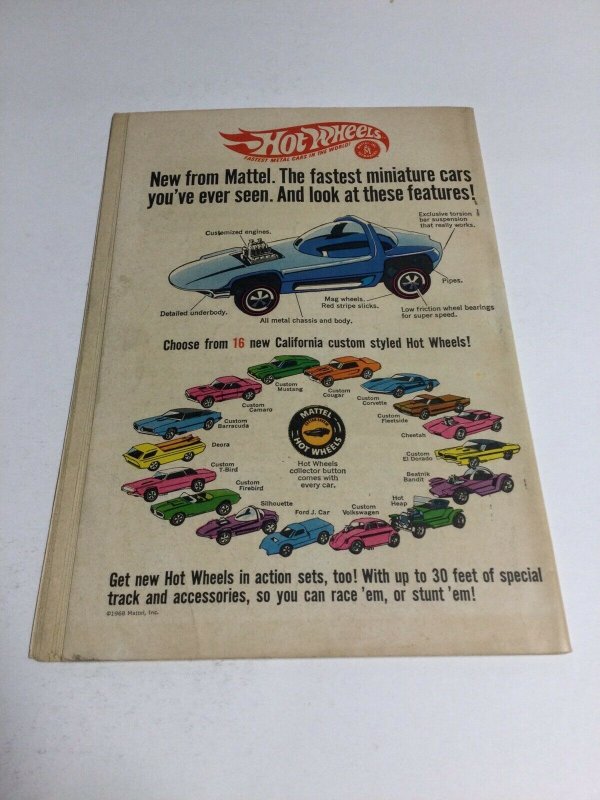 HOT WHEELS
FASTEST METAL CARS IN THE WORLD!
New from Mattel. The fastest miniature cars
you've ever seen. And look at these features!
Exclusive torsion
bar suspension
that really works.
Customized engines.
Pipes.
Mag wheels.
Red stripe slicks.
Detailed underbody.
All metal chassis and body.
Low friction wheel bearings
for super speed.
Choose from 16 new California custom styled Hot Wheels!
Custom
Mustang
Custom
Cougar
Custom
Corvette
Custom
Camaro
Custom
Fleetside
Custom
Barracuda
Cheetah
Deora
Custom
El Dorado
Custom
T-Bird
Beatnik
Bandit
Custom
Firebird
Hot
Heap
Silhouette
Ford J. Car
Custom
Volkswagen
MATTEL
HOT WHEELS
Hot Wheels
collector button
comes with
every car.
Get new Hot Wheels in action sets, too! With up to 30 feet of special
track and accessories, so you can race 'em, or stunt 'em!
©1968 Mattel, Inc.